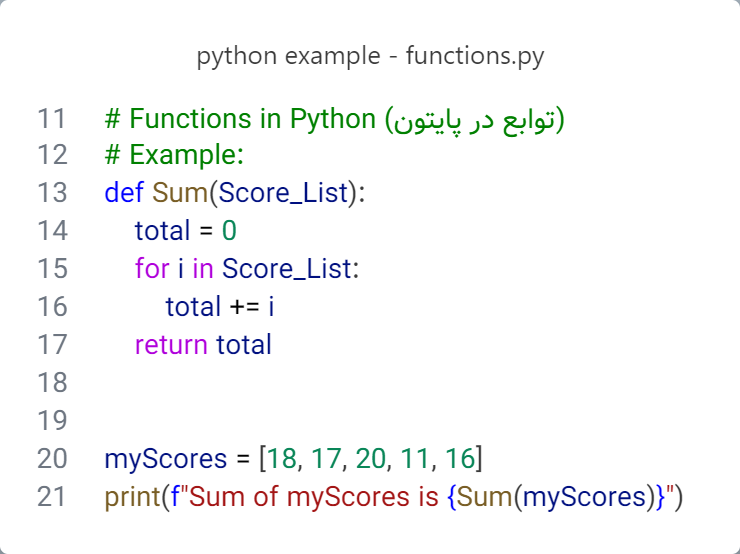 python example - functions.py
11 # Functions in Python (توابع در پایتون)
12 # Example:
13 def Sum(Score_List):
14     total = 0
15     for i in Score_List:
16         total += i
17     return total
18
19
20 myScores = [18, 17, 20, 11, 16]
21 print(f"Sum of myScores is {Sum(myScores)}")